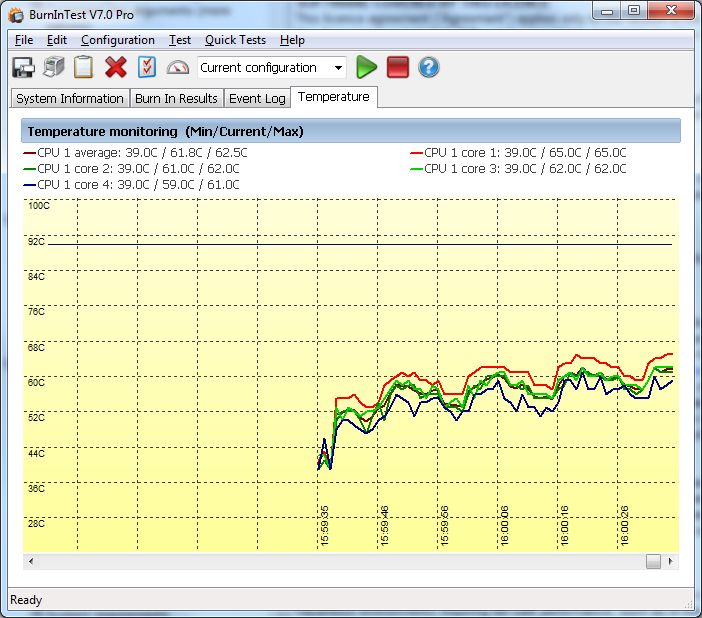 BurnInTest V7.0 Pro
File Edit Configuration Test Quick Tests Help
Current configuration
System Information Burn In Results Event Log Temperature
Temperature monitoring (Min/Current/Max)
CPU 1 average: 39.0C / 61.8C / 62.5C
CPU 1 core 1: 39.0C / 65.0C / 65.0C
CPU 1 core 2: 39.0C / 61.0C / 62.0C
CPU 1 core 3: 39.0C / 62.0C / 62.0C
CPU 1 core 4: 39.0C / 59.0C / 61.0C
100C
92C
84C
76C
68C
60C
52C
44C
36C
28C
15:59:35
15:59:46
15:59:56
16:00:06
16:00:16
16:00:26
Ready